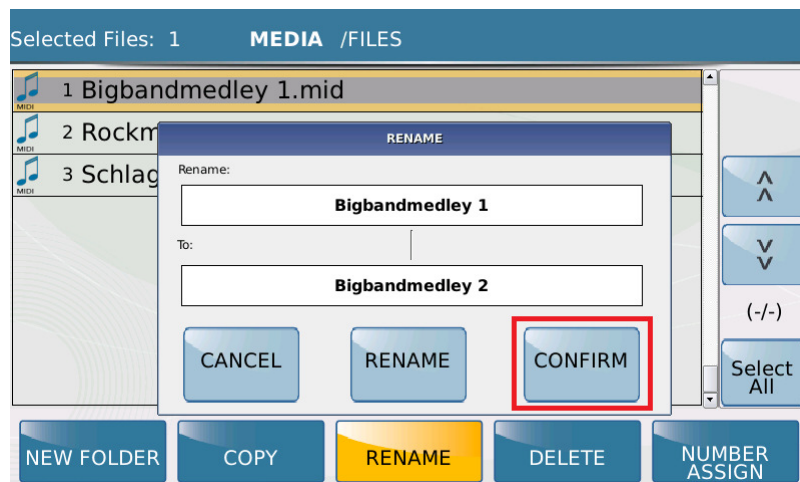 Selected Files: 1 MEDIA /FILES
MIDI
1 Bigbandmedley 1.mid
MIDI
2 Rockm
MIDI
3 Schlag
RENAME
Rename:
Bigbandmedley 1
To:
Bigbandmedley 2
CANCEL
RENAME
CONFIRM
(-/-)
Select
All
NEW FOLDER
COPY
RENAME
DELETE
NUMBER
ASSIGN